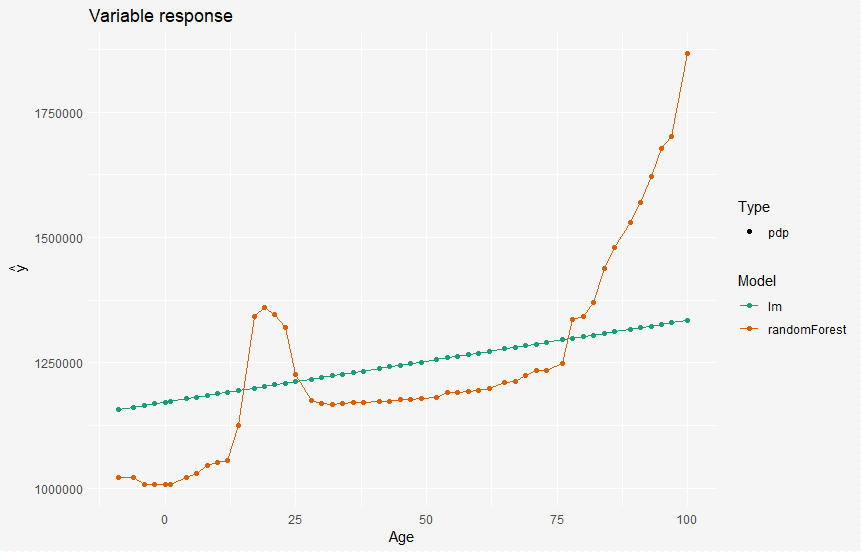 Variable response
1750000
1500000
1250000
1000000
ŷ
0
25
50
75
100
Age
Type
pdp
Model
lm
randomForest